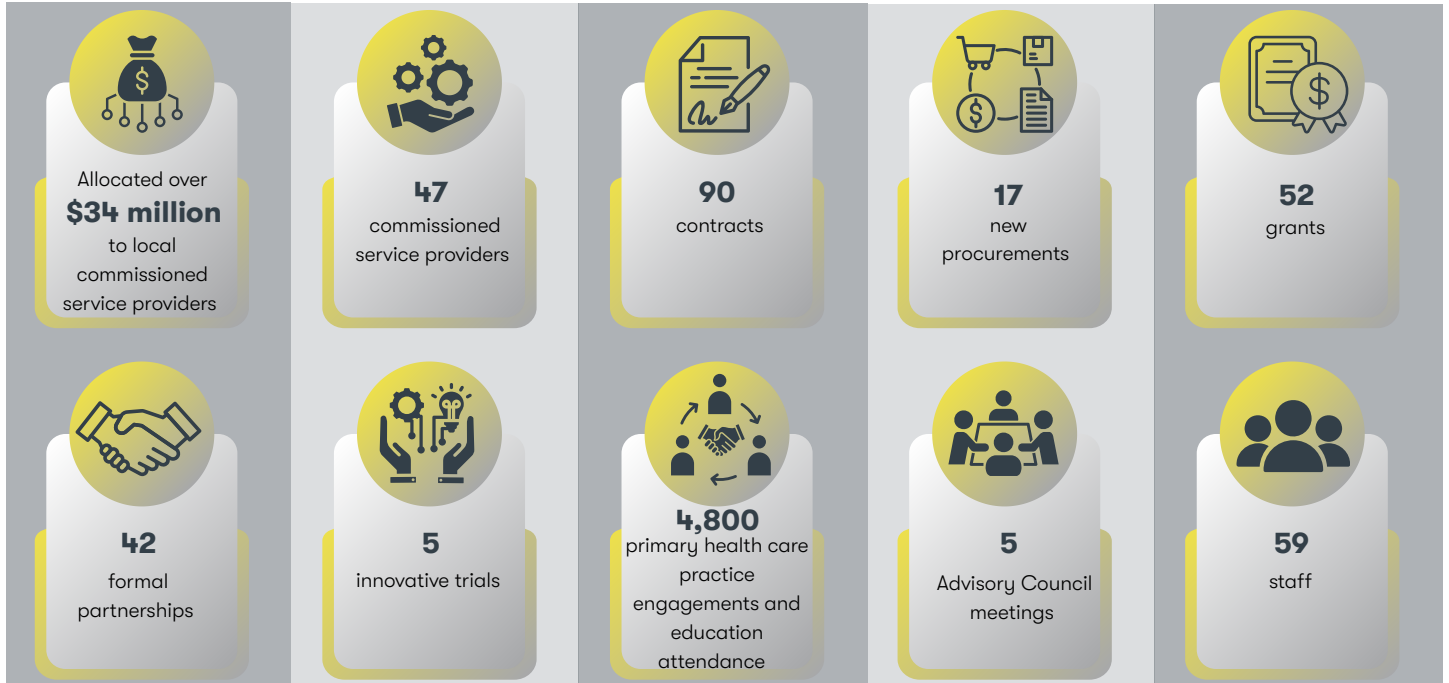 Allocated over
$34 million
to local
commissioned
service providers
47
commissioned
service providers
90
contracts
17
new
procurements
52
grants
42
formal
partnerships
5
innovative trials
4,800
primary health care
practice
engagements and
education
attendance
5
Advisory Council
meetings
59
staff